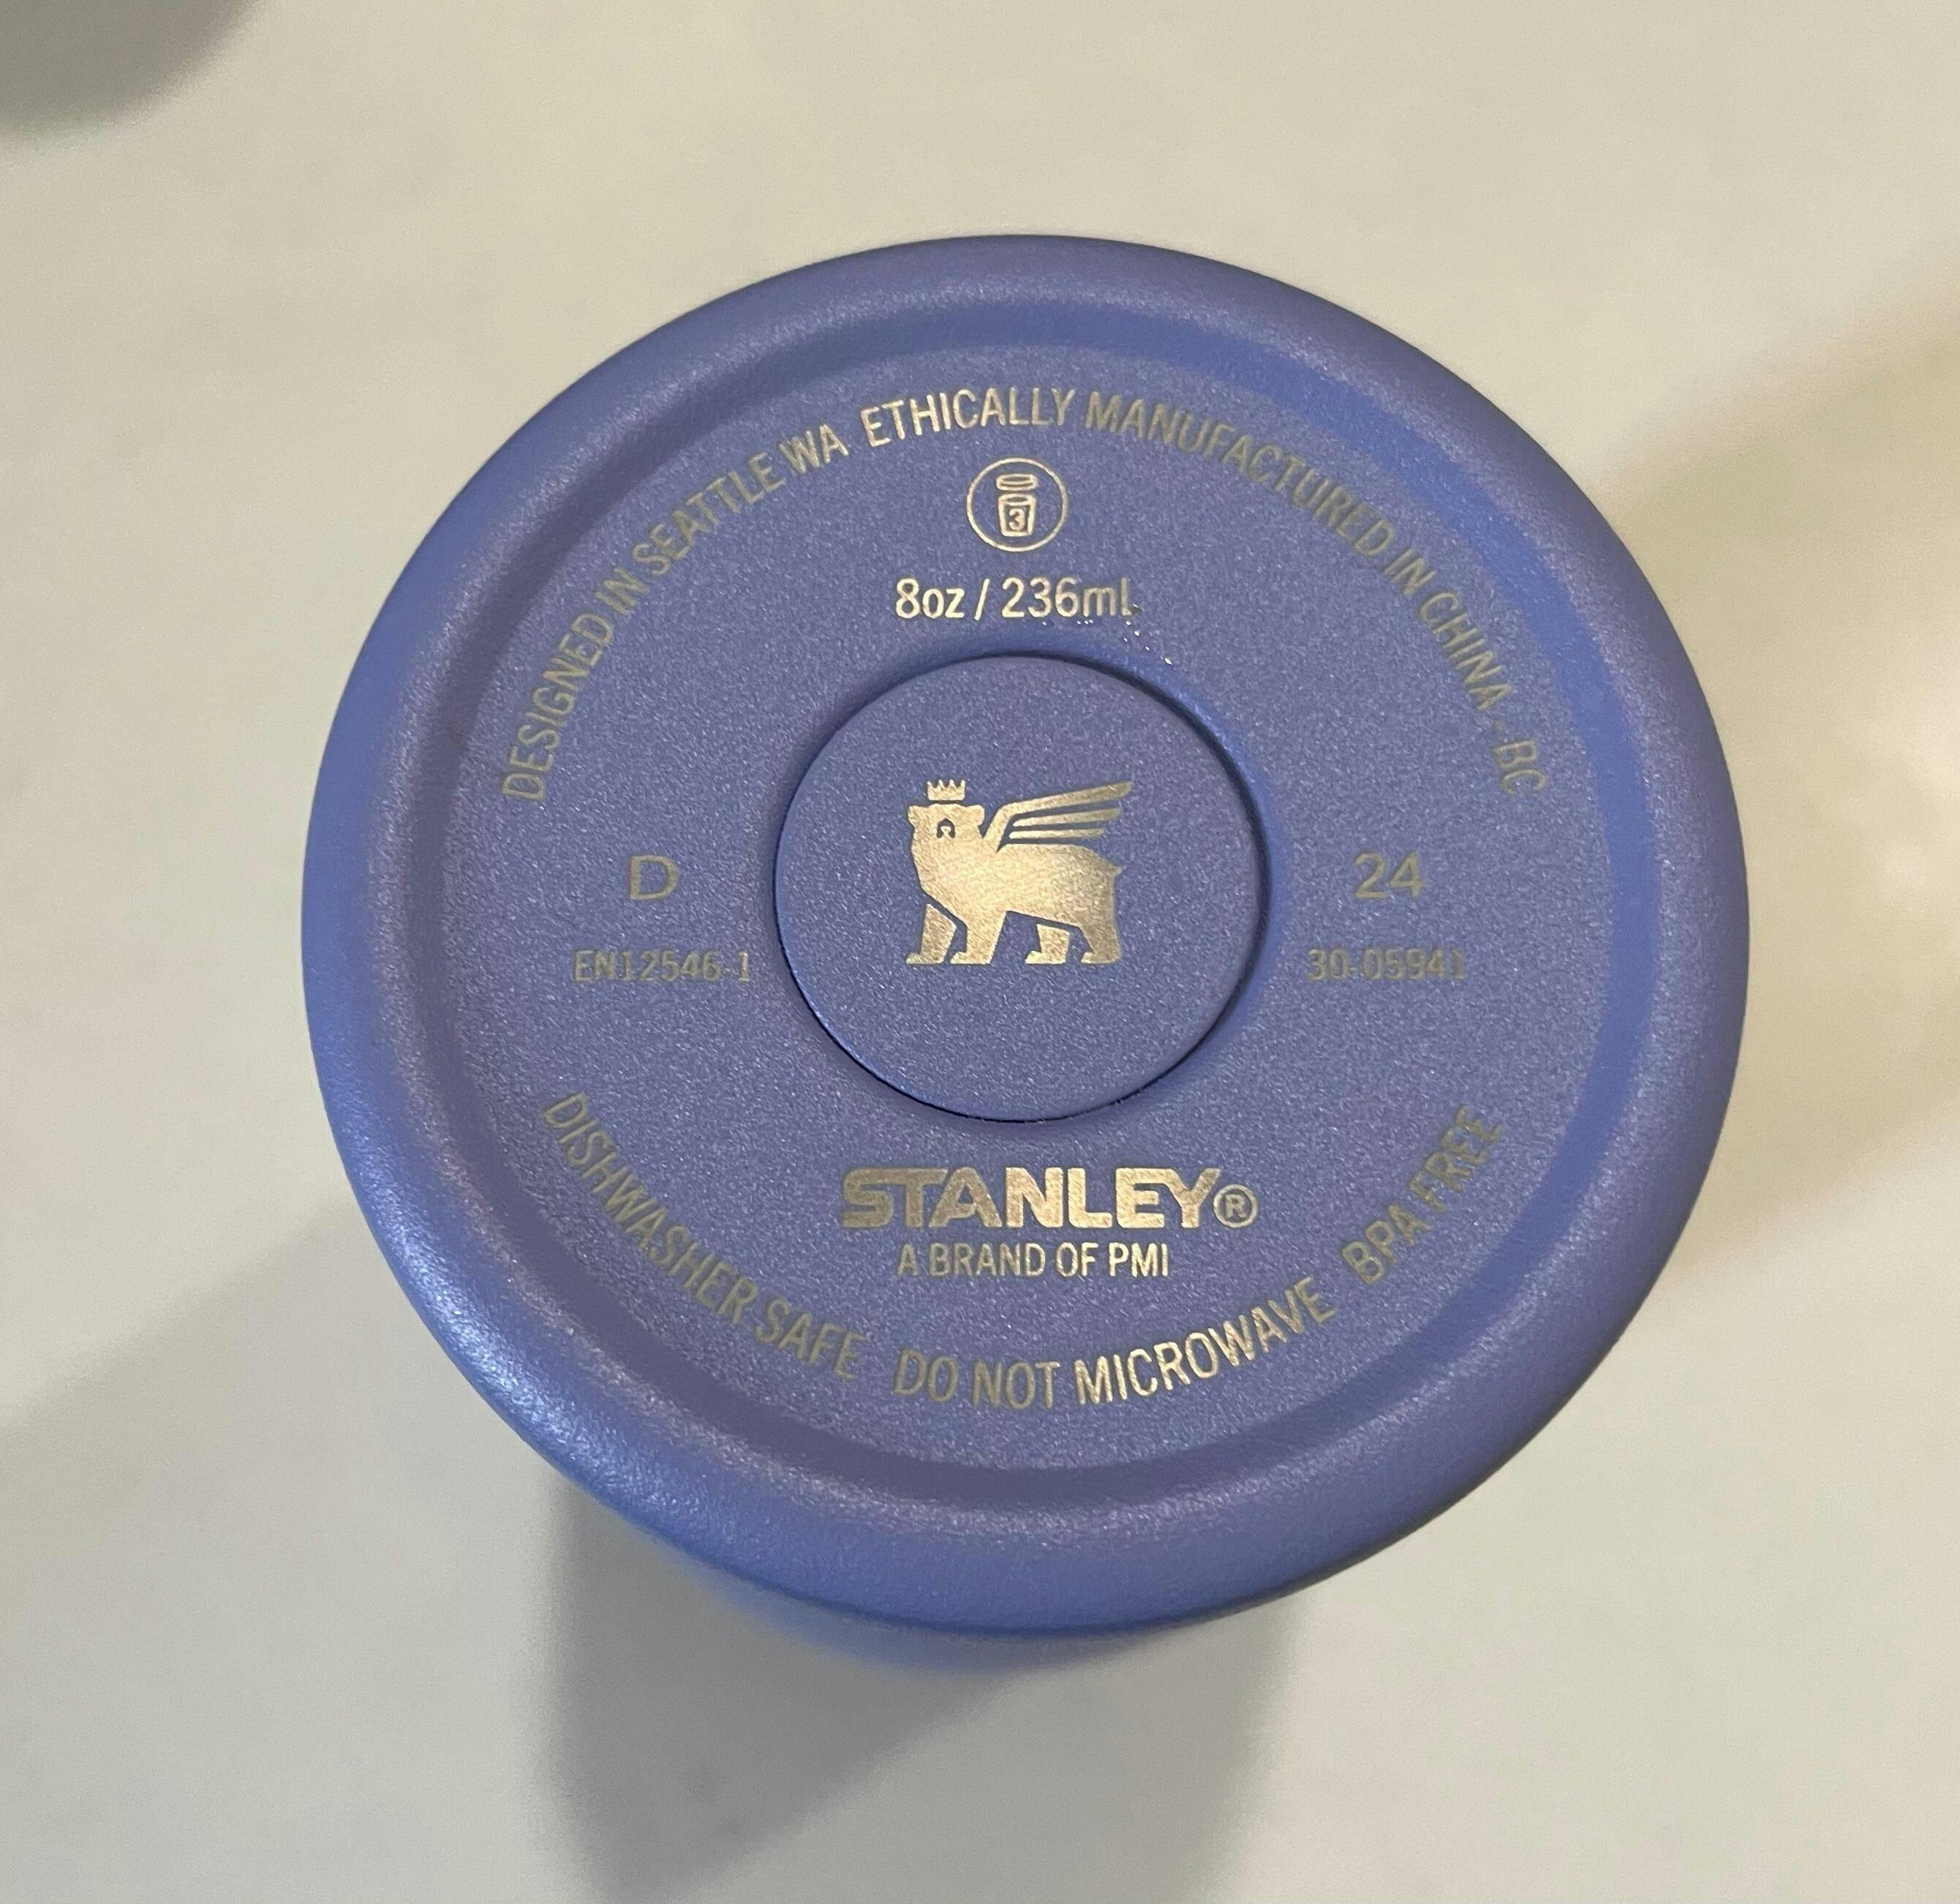 DESIGNED IN SEATTLE WA ETHICALLY MANUFACTURED IN CHINA -BC
3
8oz / 236ml
D
24
EN12546-1
30-05941
STANLEY®
A BRAND OF PMI
DISHWASHER SAFE DO NOT MICROWAVE BPA FREE